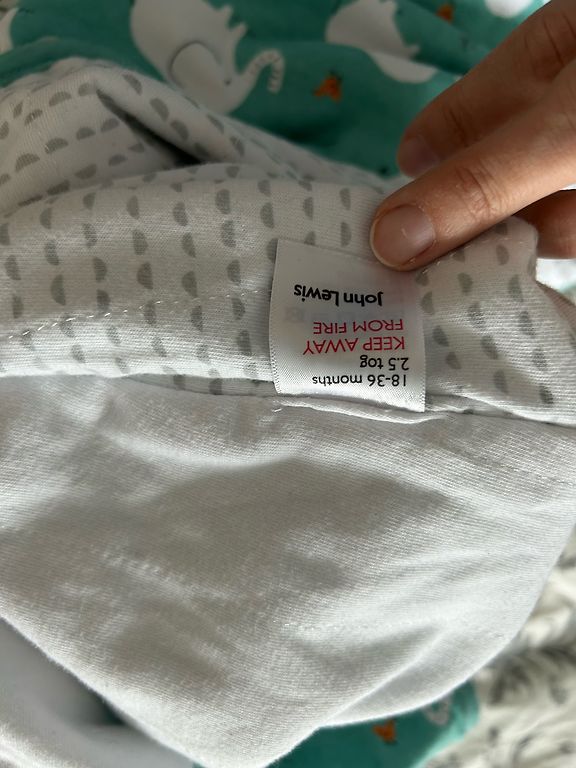 John Lewis
KEEP AWAY
FROM FIRE
2.5 tog
18-36 months